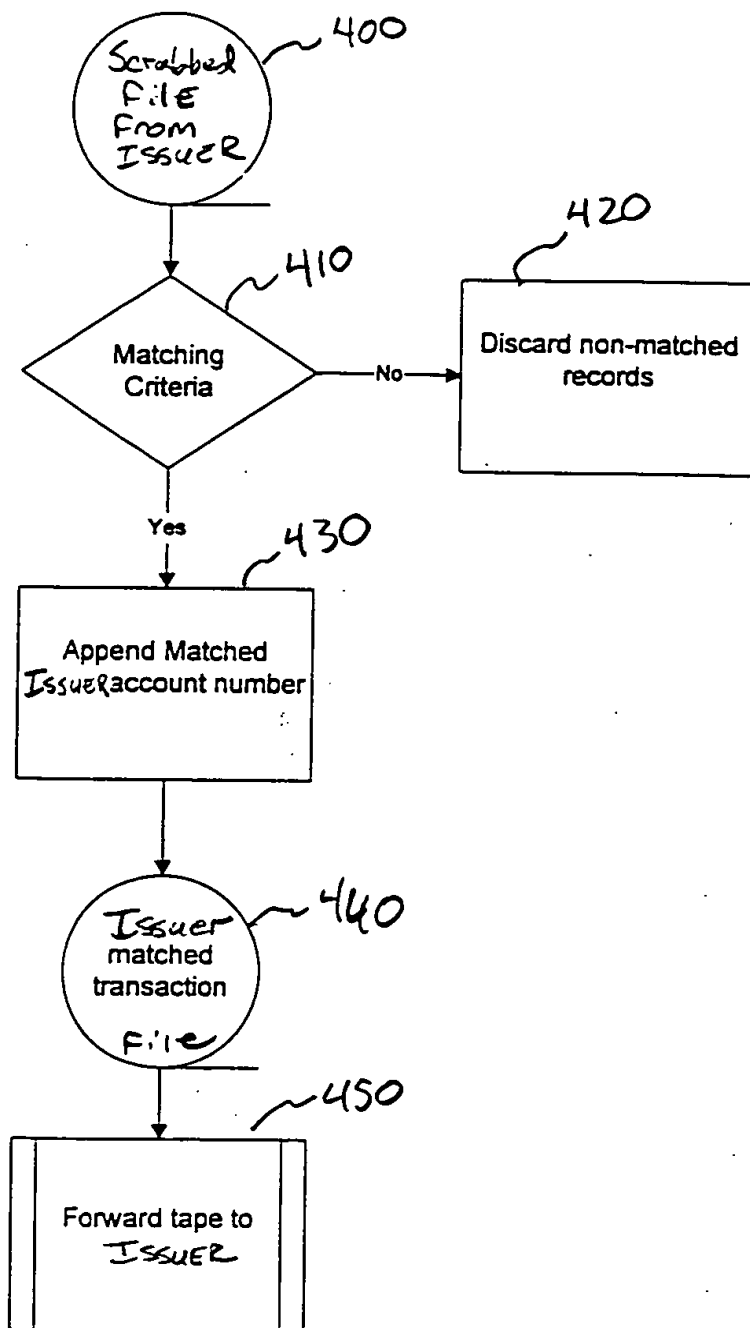 400
Scrabbed
File
From
ISSUER
420
410
Matching
Criteria
No
Discard non-matched
records
Yes
430
Append Matched
ISSUER account number
440
Issuer
matched
transaction
File
450
Forward tape to
ISSUER